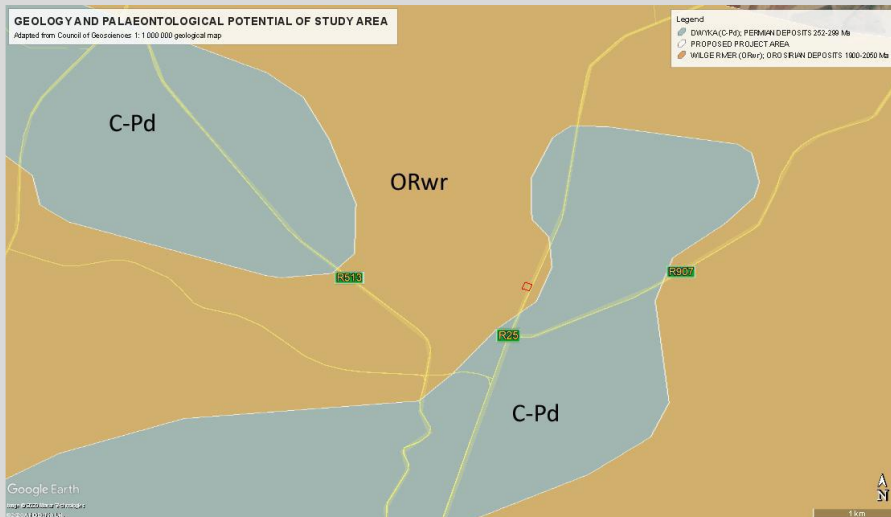 GEOLOGY AND PALAEONTOLOGICAL POTENTIAL OF STUDY AREA
Adapted from Council of Geosciences 1: 1 000 000 geological map
Legend
DWYKA (C-Pd); PERMIAN DEPOSITS 252-299 Ma
PROPOSED PROJECT AREA
WILGE RIVER (ORwr); OROSIRIAN DEPOSITS 1900-2050 Ma
C-Pd
ORwr
R513
R907
R25
C-Pd
Google Earth
N
1 km